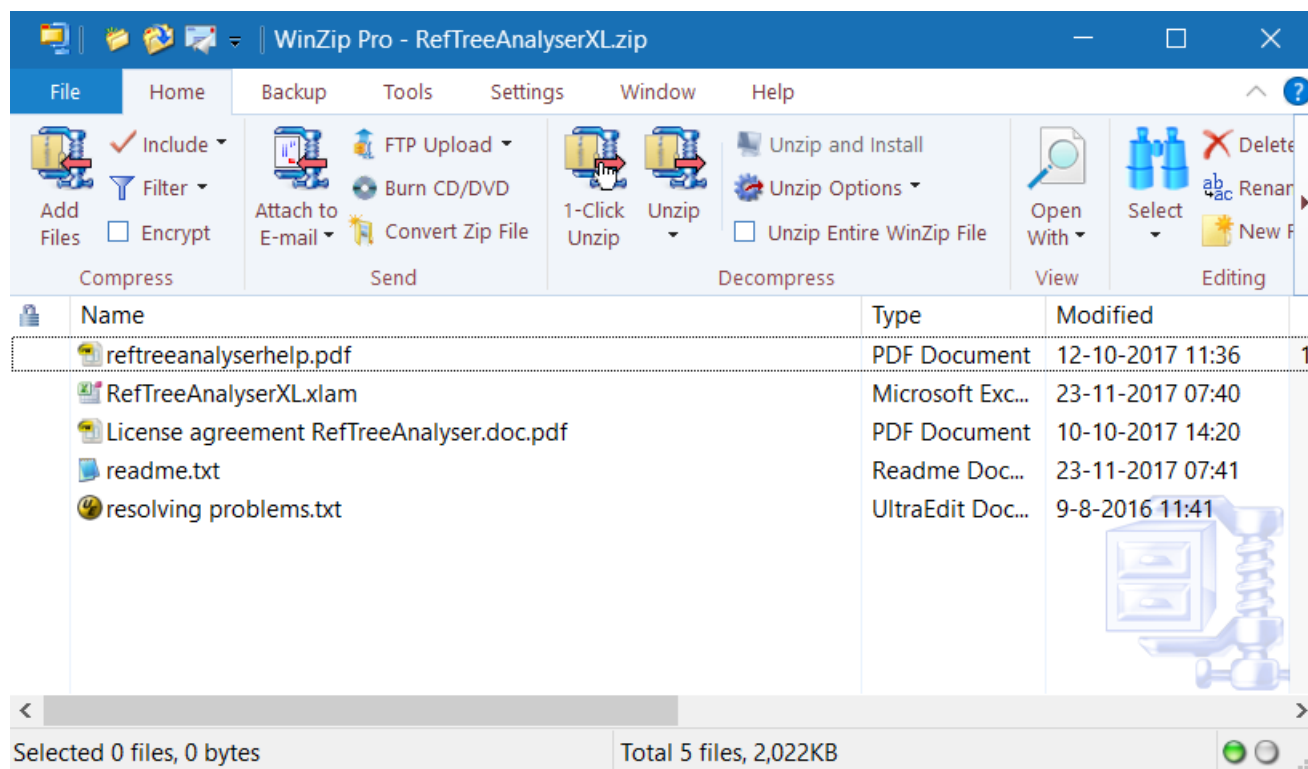 WinZip Pro - RefTreeAnalyserXL.zip
File Home Backup Tools Settings Window Help
Add Files
Include
Filter
Encrypt
Compress
Attach to E-mail
FTP Upload
Burn CD/DVD
Convert Zip File
Send
1-Click Unzip
Unzip
Unzip and Install
Unzip Options
Unzip Entire WinZip File
Decompress
Open With
View
Select
Delete
ab ac Renar
New F
Editing
Name Type Modified
reftreeanalyserhelp.pdf PDF Document 12-10-2017 11:36 1
RefTreeAnalyserXL.xlam Microsoft Exc... 23-11-2017 07:40
License agreement RefTreeAnalyser.doc.pdf PDF Document 10-10-2017 14:20
readme.txt Readme Doc... 23-11-2017 07:41
resolving problems.txt UltraEdit Doc... 9-8-2016 11:41
Selected 0 files, 0 bytes Total 5 files, 2,022KB